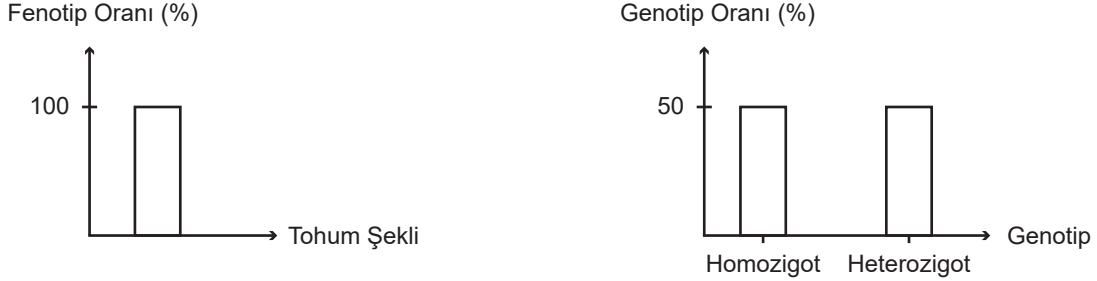 Fenotip Oranı (%)
100
Tohum Şekli
Genotip Oranı (%)
50
Genotip
Homozigot
Heterozigot